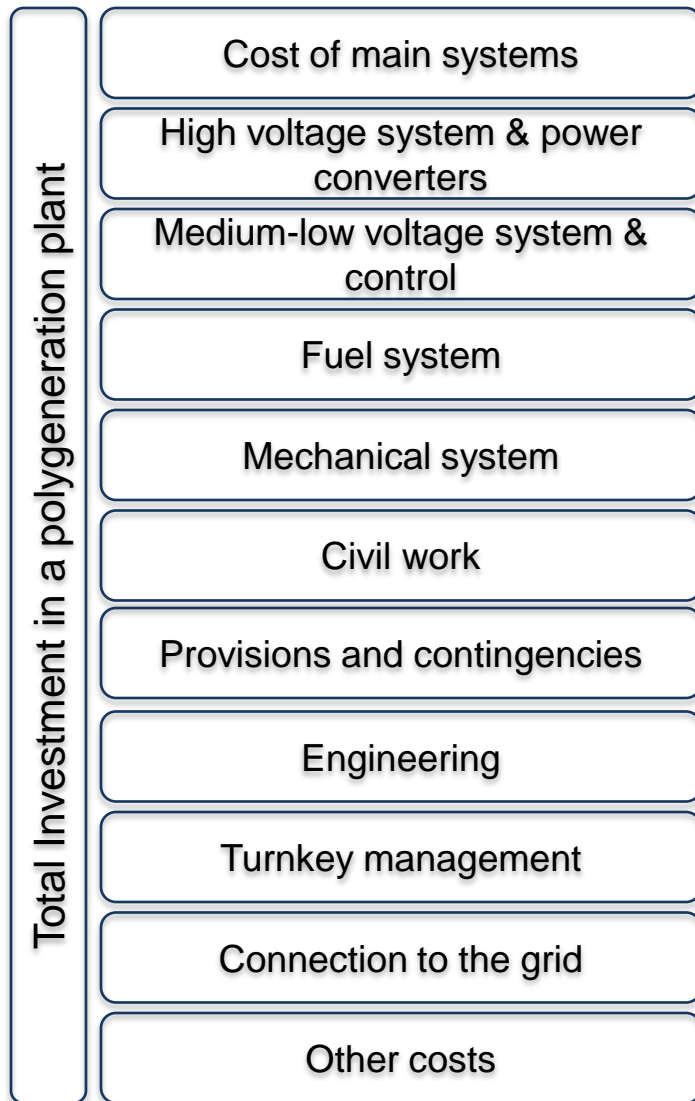 Total Investment in a polygeneration plant
Cost of main systems
High voltage system & power
converters
Medium-low voltage system &
control
Fuel system
Mechanical system
Civil work
Provisions and contingencies
Engineering
Turnkey management
Connection to the grid
Other costs